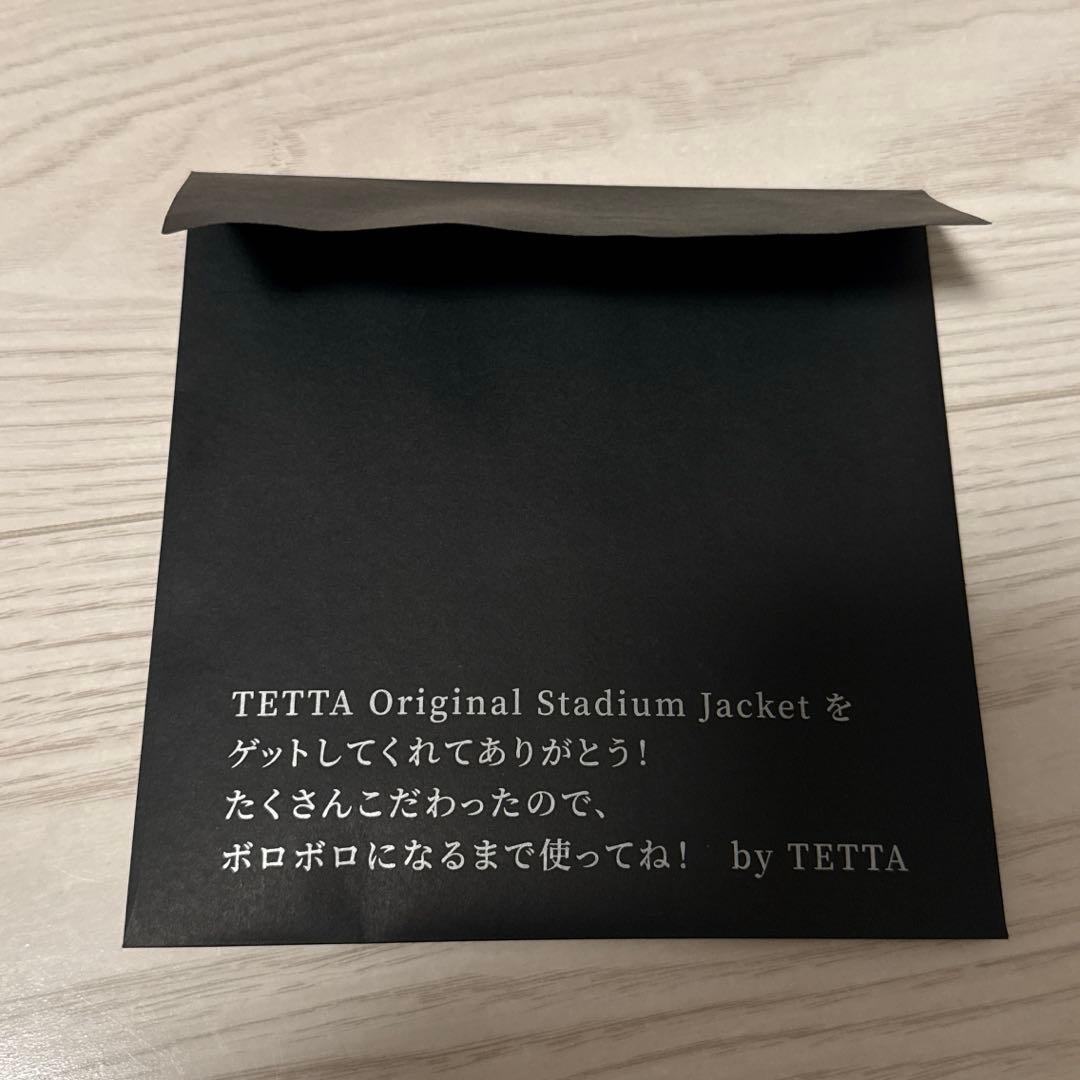 TETTA Original Stadium Jacket を
ゲットしてくれてありがとう!
たくさんこだわったので、
ボロボロになるまで使ってね! by TETTA